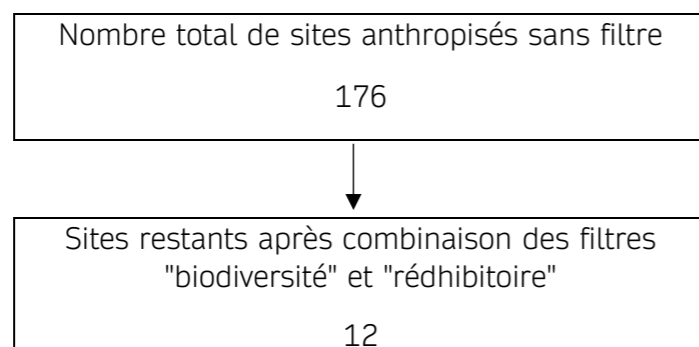 Nombre total de sites anthropisés sans filtre
176
Sites restants après combinaison des filtres
"biodiversité" et "rédhibitoire"
12